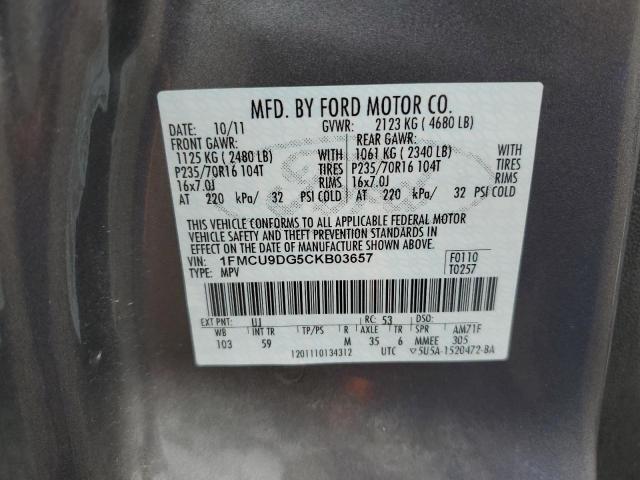 MFD. BY FORD MOTOR CO.
DATE: 10/11 GVWR: 2123 KG ( 4680 LB)
FRONT GAWR: REAR GAWR:
1125 KG ( 2480 LB) WITH 1061 KG ( 2340 LB) WITH
P235/70R16 104T TIRES P235/70R16 104T TIRES
16x7.0J RIMS 16x7.0J RIMS
AT 220 kPa/ 32 PSI COLD AT 220 kPa/ 32 PSI COLD
THIS VEHICLE CONFORMS TO ALL APPLICABLE FEDERAL MOTOR
VEHICLE SAFETY AND THEFT PREVENTION STANDARDS IN
EFFECT ON THE DATE OF MANUFACTURE SHOWN ABOVE.
VIN: 1FMCU9DG5CKB03657 F0110
TYPE: MPV T0257
EXT PNT: UJ RC: 53 DSO:
WB INT TR TP/PS R AXLE TR SPR AM71F
103 59 M 35 6 MMEE 305
1201110134312 UTC ▽5U5A-1520472-BA